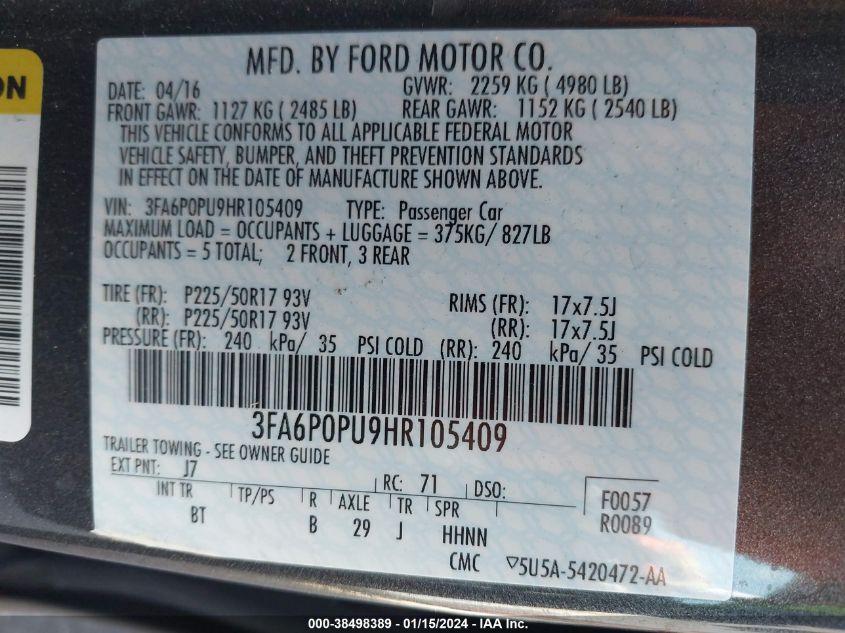 ON
MFD. BY FORD MOTOR CO.
DATE: 04/16 GVWR: 2259 KG ( 4980 LB)
FRONT GAWR: 1127 KG ( 2485 LB) REAR GAWR: 1152 KG ( 2540 LB)
THIS VEHICLE CONFORMS TO ALL APPLICABLE FEDERAL MOTOR
VEHICLE SAFETY, BUMPER, AND THEFT PREVENTION STANDARDS
IN EFFECT ON THE DATE OF MANUFACTURE SHOWN ABOVE.
VIN: 3FA6P0PU9HR105409 TYPE: Passenger Car
MAXIMUM LOAD = OCCUPANTS + LUGGAGE = 375KG/ 827LB
OCCUPANTS = 5 TOTAL; 2 FRONT, 3 REAR
TIRE (FR): P225/50R17 93V RIMS (FR): 17x7.5J
(RR): P225/50R17 93V (RR): 17x7.5J
PRESSURE (FR): 240 kPa/ 35 PSI COLD (RR): 240 kPa/ 35 PSI COLD
3FA6P0PU9HR105409
TRAILER TOWING - SEE OWNER GUIDE
EXT PNT: J7 RC: 71 DSO:
INT TR TP/PS R AXLE TR SPR F0057
BT B 29 J HHNN R0089
CMC ▽5U5A-5420472-AA
000-38498389 - 01/15/2024 - IAA Inc.